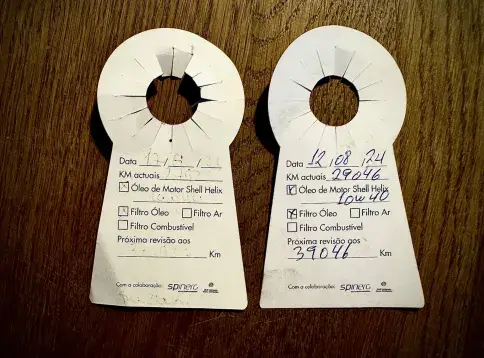 Data
KM actuais
Óleo de Motor Shell Helix
Filtro Óleo Filtro Ar
Filtro Combustível
Próxima revisão aos
Km
Com a colaboração: spinerg
Data 12, 08, 24
KM actuais 29046
Óleo de Motor Shell Helix
10w40
Filtro Óleo Filtro Ar
Filtro Combustível
Próxima revisão aos
39046 Km
Com a colaboração: spinerg